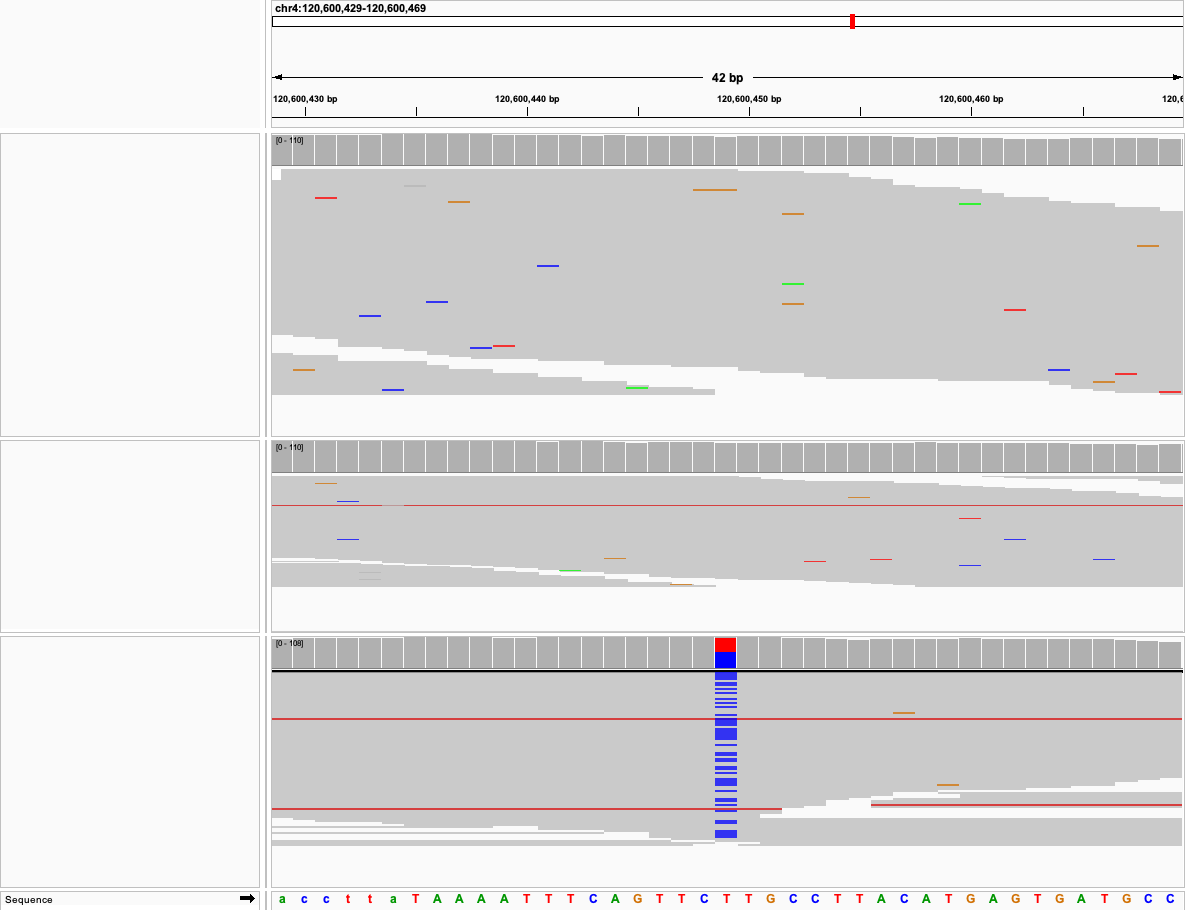 chr4:120,600,429-120,600,469
42 bp
120,600,430 bp 120,600,440 bp 120,600,450 bp 120,600,460 bp 120,6
[0 - 110]
[0 - 110]
[0 - 108]
Sequence a c c t t a T A A A A T T T C A G T T C T T G C C T T A C A T G A G T G A T G C C